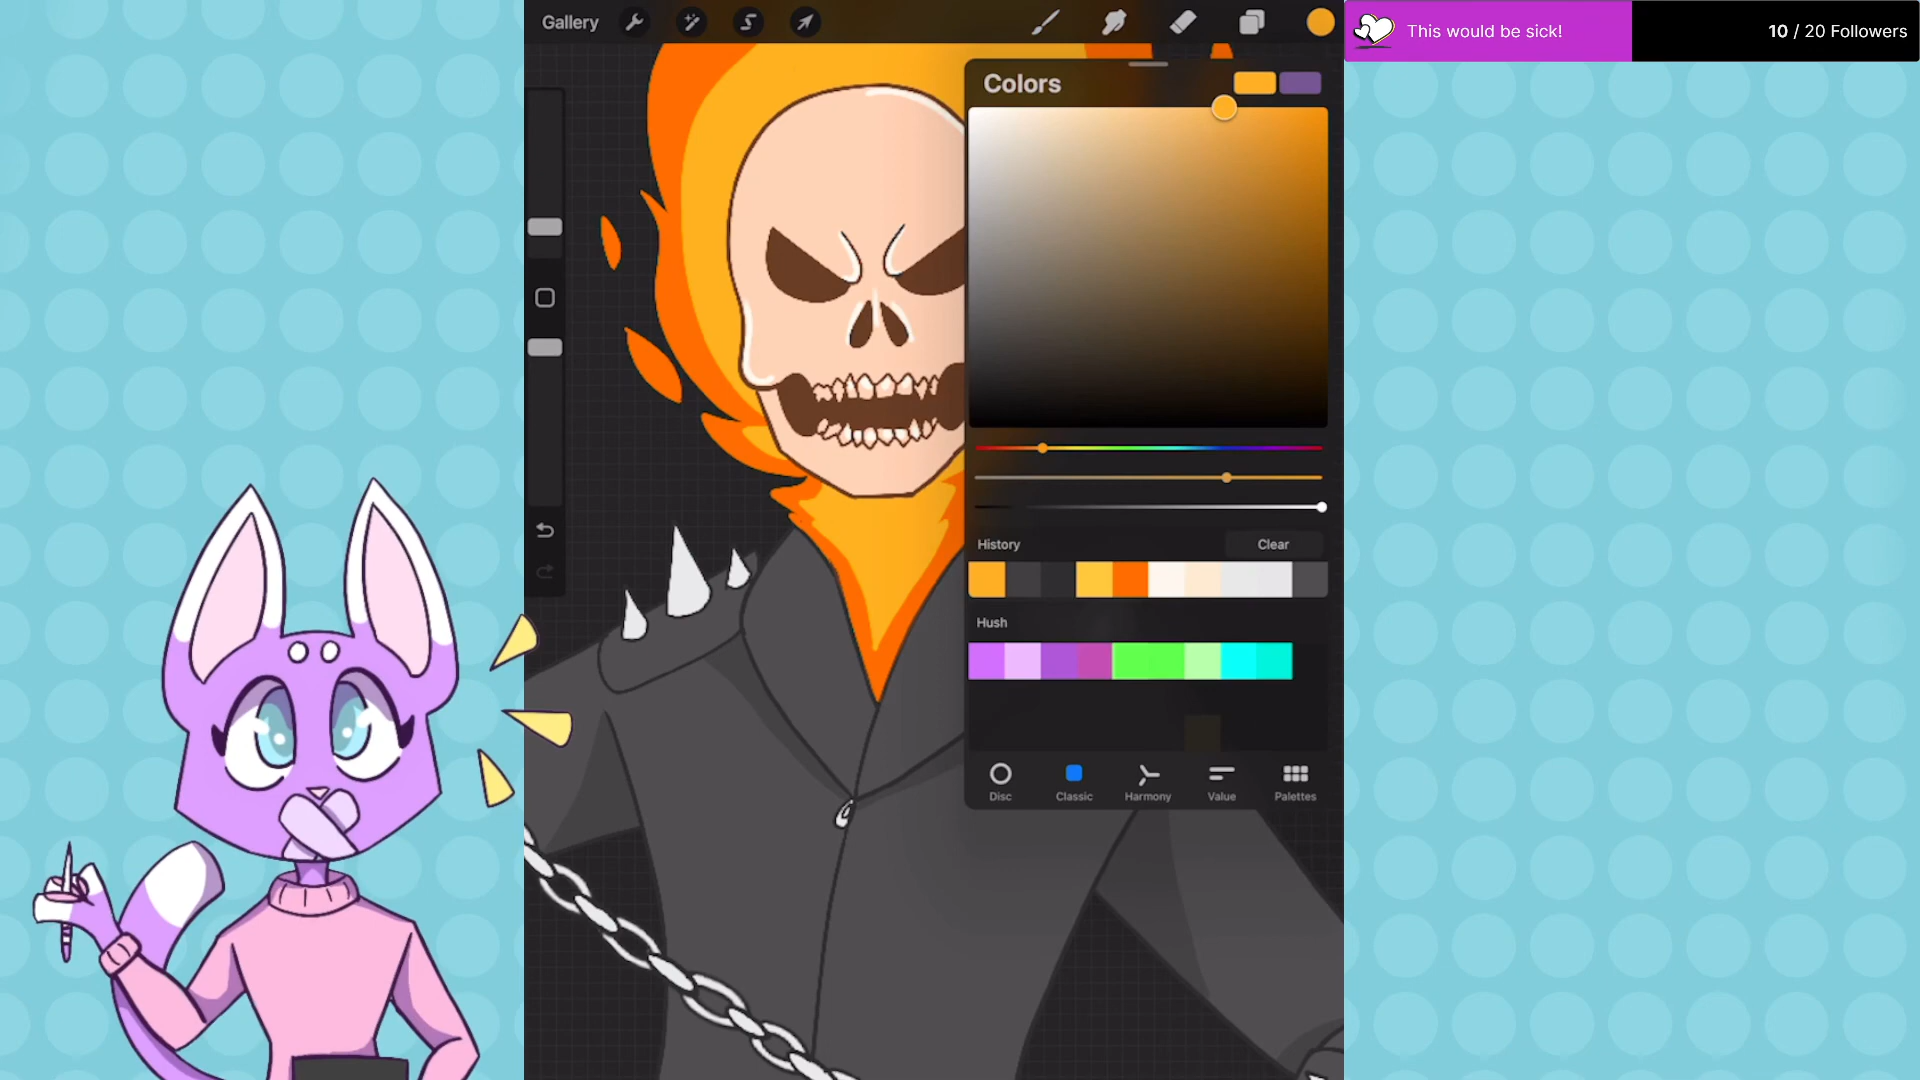 Gallery
This would be sick!
10 / 20 Followers
Colors
History
Clear
Hush
Disc
Classic
Harmony
Value
Palettes